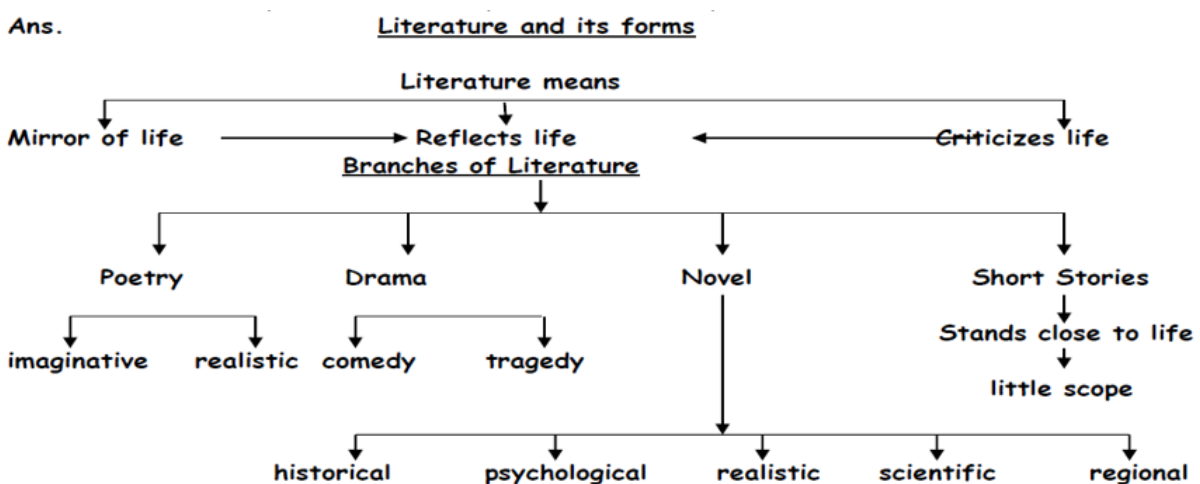 Ans. Literature and its forms
Literature means
Mirror of life Reflects life Criticizes life
Branches of Literature
Poetry Drama Novel Short Stories
Stands close to life
imaginative realistic comedy tragedy
little scope
historical psychological realistic scientific regional